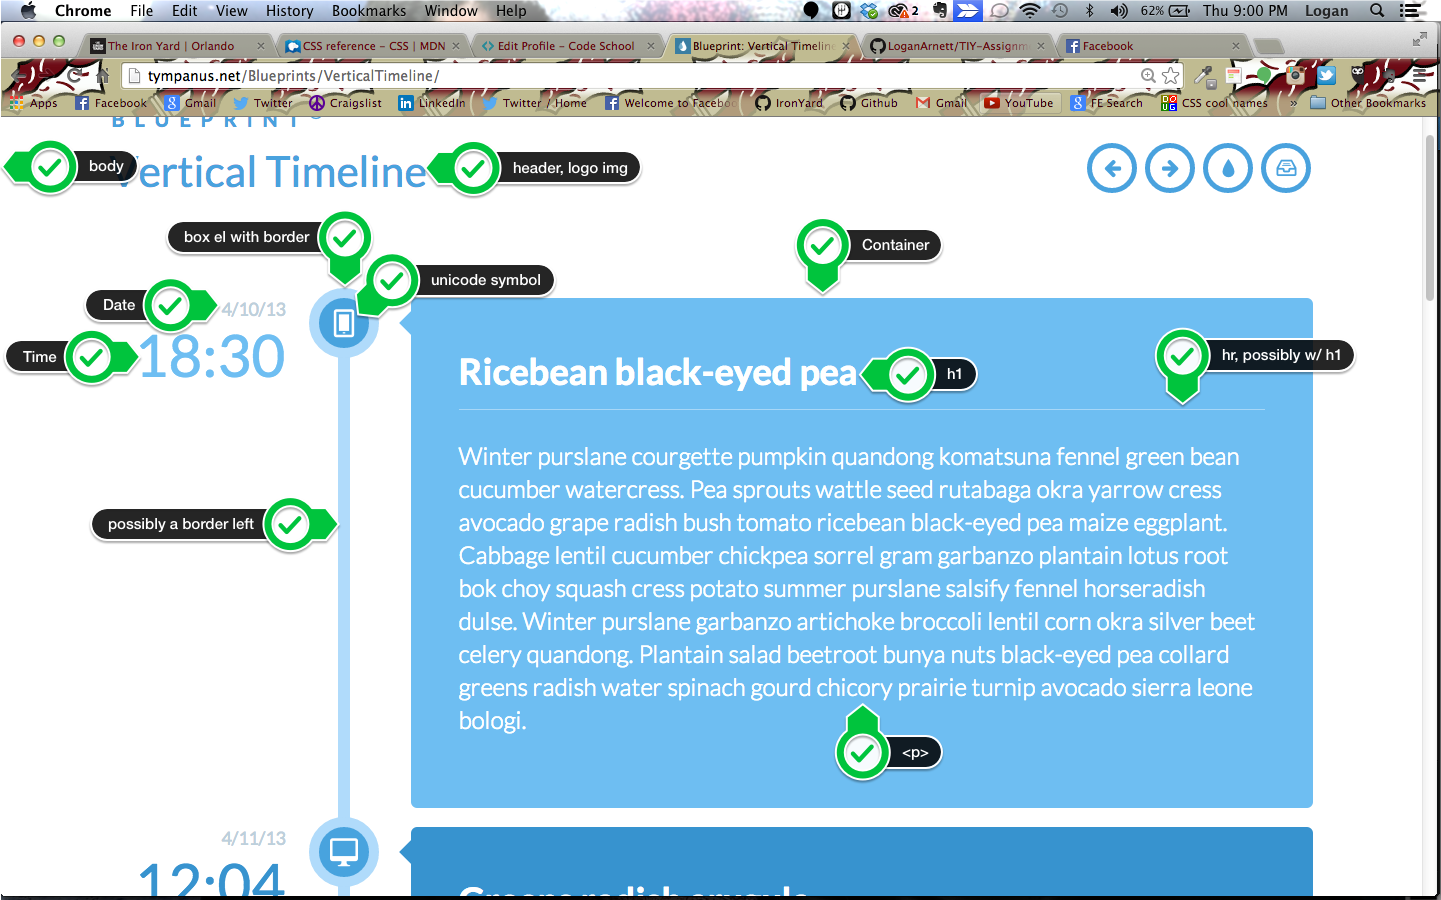 Chrome File Edit View History Bookmarks Window Help 2 62% Thu 9:00 PM Logan
The Iron Yard | Orlando CSS reference – CSS | MDN Edit Profile – Code School Blueprint: Vertical Timeline LoganArnett/TIY-Assignm Facebook
tympanus.net/Blueprints/VerticalTimeline/
Apps Facebook Gmail Twitter Craigslist LinkedIn Twitter / Home Welcome to Facebo IronYard Github Gmail YouTube FE Search CSS cool names » Other Bookmarks
BLUEPRINT
body Vertical Timeline header, logo img
box el with border Container
unicode symbol
Date 4/10/13
Time 18:30 hr, possibly w/ h1
Ricebean black-eyed pea h1
Winter purslane courgette pumpkin quandong komatsuna fennel green bean
cucumber watercress. Pea sprouts wattle seed rutabaga okra yarrow cress
possibly a border left avocado grape radish bush tomato ricebean black-eyed pea maize eggplant.
Cabbage lentil cucumber chickpea sorrel gram garbanzo plantain lotus root
bok choy squash cress potato summer purslane salsify fennel horseradish
dulse. Winter purslane garbanzo artichoke broccoli lentil corn okra silver beet
celery quandong. Plantain salad beetroot bunya nuts black-eyed pea collard
greens radish water spinach gourd chicory prairie turnip avocado sierra leone
bologi.
<p>
4/11/13
12:04
Greens radish arugula